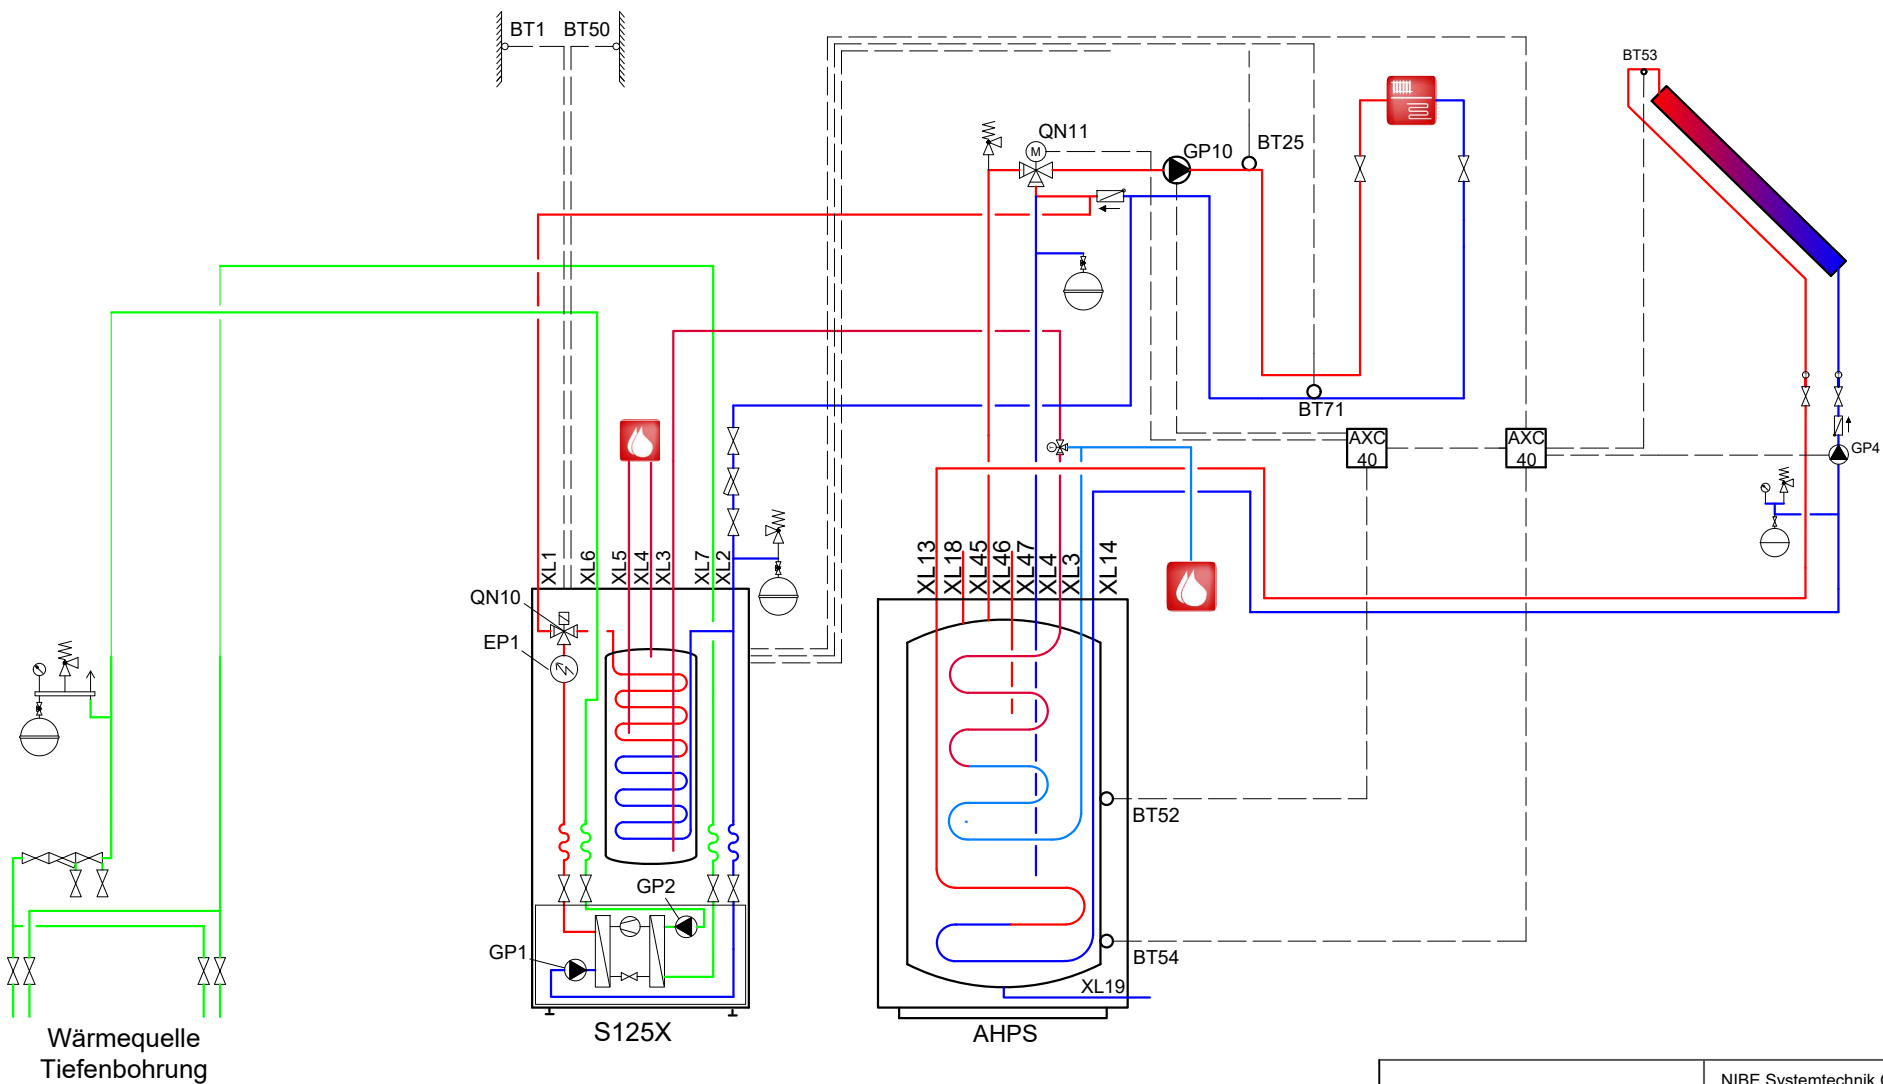 BT1
BT50
BT53
QN11
GP10
BT25
BT71
AXC
40
AXC
40
GP4
XL1
XL6
XL5
XL4
XL3
XL7
XL2
XL13
XL18
XL45
XL46
XL47
XL4
XL3
XL14
M
QN10
EP1
GP2
GP1
BT52
BT54
XL19
S125X
AHPS
Wärmequelle
Tiefenbohrung
NIBE Systemtechnik